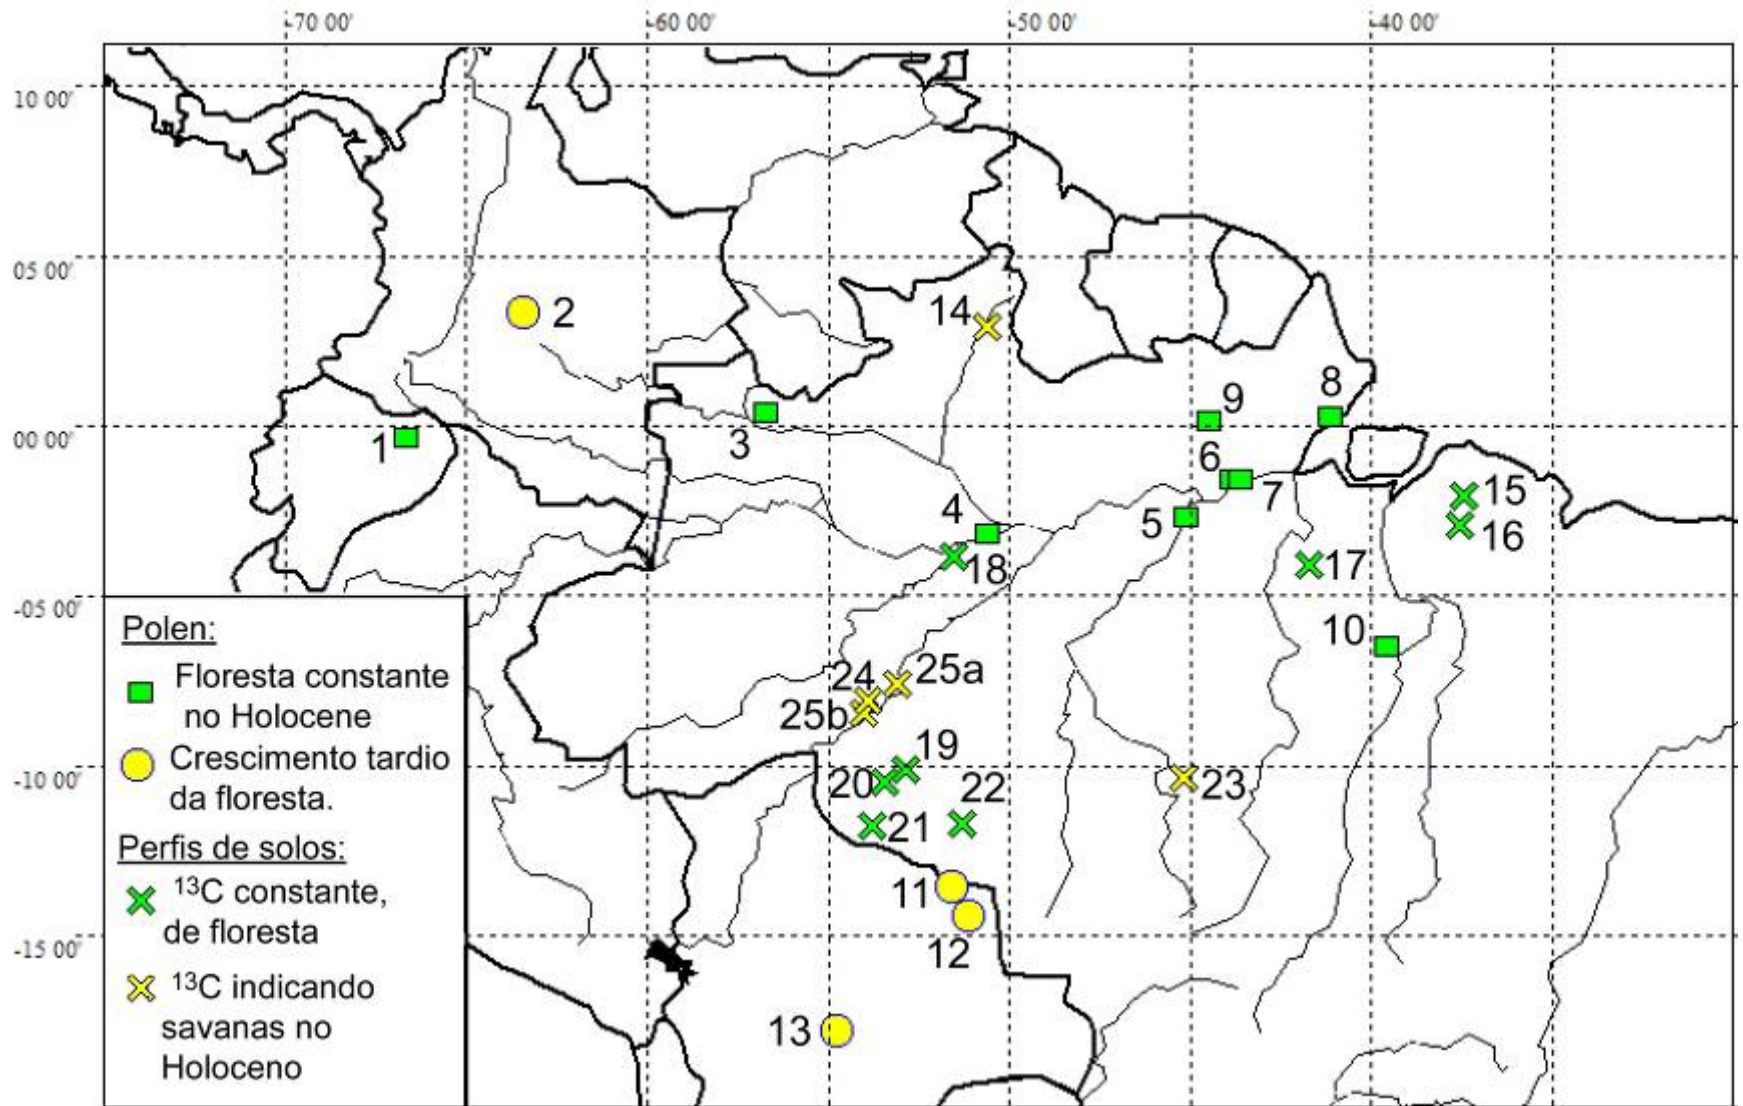 -70 00'
-60 00'
-50 00'
-40 00'
10 00'
05 00'
00 00'
-05 00'
-10 00'
-15 00'
2
14
1
3
9
8
6
7
4
5
15
16
18
17
10
24
25a
25b
19
20
22
23
21
11
12
13
Polen:
Floresta constante
no Holocene
Crescimento tardio
da floresta.
Perfis de solos:
13C constante,
de floresta
13C indicando
savanas no
Holoceno